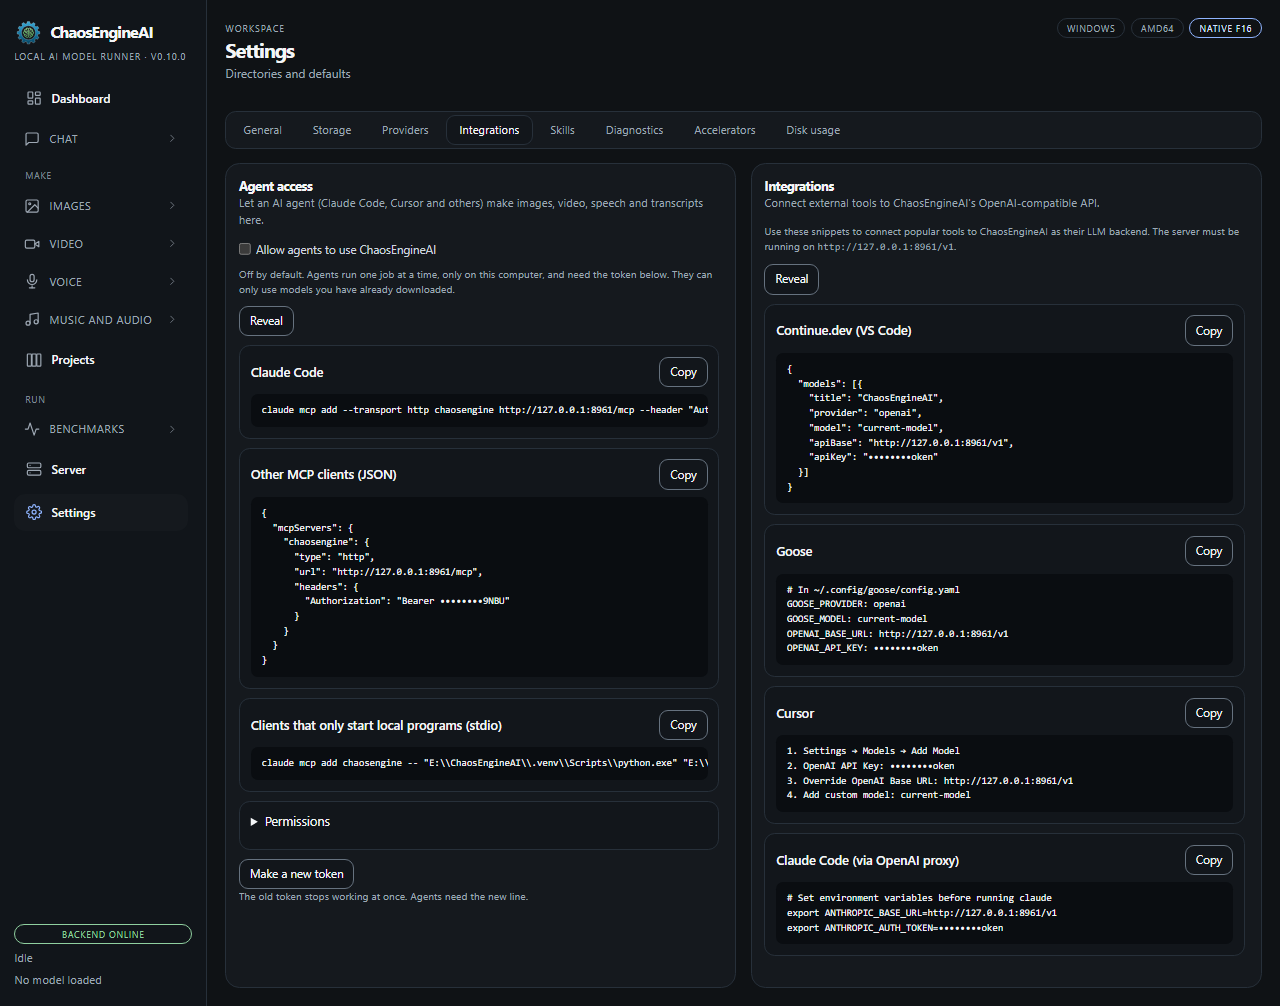 ChaosEngineAI
LOCAL AI MODEL RUNNER · V0.10.0
Dashboard
CHAT
MAKE
IMAGES
VIDEO
VOICE
MUSIC AND AUDIO
Projects
RUN
BENCHMARKS
Server
Settings
BACKEND ONLINE
Idle
No model loaded
WORKSPACE
Settings
Directories and defaults
WINDOWS
AMD64
NATIVE F16
General
Storage
Providers
Integrations
Skills
Diagnostics
Accelerators
Disk usage
Agent access
Let an AI agent (Claude Code, Cursor and others) make images, video, speech and transcripts
here.
Allow agents to use ChaosEngineAI
Off by default. Agents run one job at a time, only on this computer, and need the token below. They can
only use models you have already downloaded.
Reveal
Claude Code
Copy
claude mcp add --transport http chaosengine http://127.0.0.1:8961/mcp --header "Aut
Other MCP clients (JSON)
Copy
{
"mcpServers": {
"chaosengine": {
"type": "http",
"url": "http://127.0.0.1:8961/mcp",
"headers": {
"Authorization": "Bearer ••••••••9NBU"
}
}
}
}
Clients that only start local programs (stdio)
Copy
claude mcp add chaosengine -- "E:\\ChaosEngineAI\\.venv\\Scripts\\python.exe" "E:\\
Permissions
Make a new token
The old token stops working at once. Agents need the new line.
Integrations
Connect external tools to ChaosEngineAI's OpenAI-compatible API.
Use these snippets to connect popular tools to ChaosEngineAI as their LLM backend. The server must be
running on http://127.0.0.1:8961/v1.
Reveal
Continue.dev (VS Code)
Copy
{
"models": [{
"title": "ChaosEngineAI",
"provider": "openai",
"model": "current-model",
"apiBase": "http://127.0.0.1:8961/v1",
"apiKey": "••••••••oken"
}]
}
Goose
Copy
# In ~/.config/goose/config.yaml
GOOSE_PROVIDER: openai
GOOSE_MODEL: current-model
OPENAI_BASE_URL: http://127.0.0.1:8961/v1
OPENAI_API_KEY: ••••••••oken
Cursor
Copy
1. Settings → Models → Add Model
2. OpenAI API Key: ••••••••oken
3. Override OpenAI Base URL: http://127.0.0.1:8961/v1
4. Add custom model: current-model
Claude Code (via OpenAI proxy)
Copy
# Set environment variables before running claude
export ANTHROPIC_BASE_URL=http://127.0.0.1:8961/v1
export ANTHROPIC_AUTH_TOKEN=••••••••oken